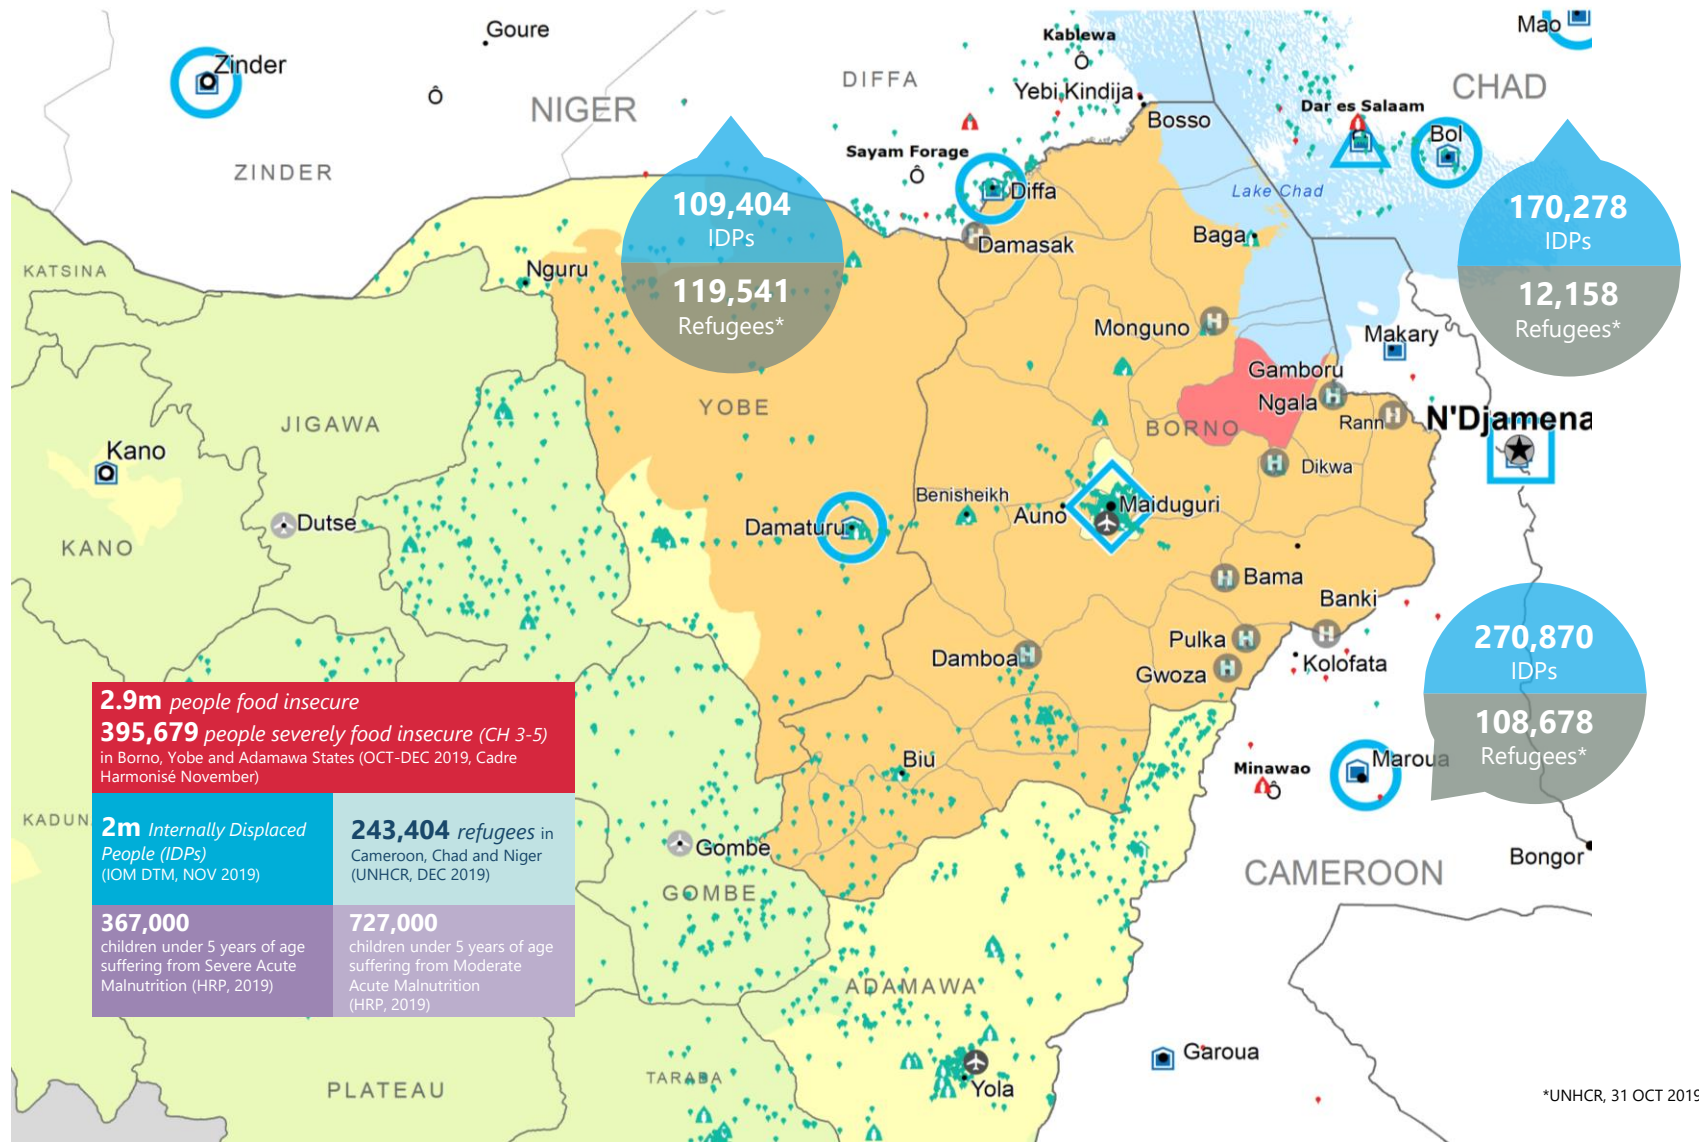 Goure
Mao
Zinder
Kablewa
DIFFA
CHAD
NIGER
Yebi Kindija
Dar es Salaam
Bosso
Bol
Sayam Forage
ZINDER
Diffa
Lake Chad
109,404
IDPs
119,541
Refugees*
170,278
IDPs
12,158
Refugees*
Damasak
Baga
KATSINA
Nguru
Monguno
Makary
Gamboru
Ngala
Rann
N'Djamena
YOBE
BORNO
JIGAWA
Kano
Dikwa
Benisheikh
Auno
Maiduguri
Damaturu
Dutse
KANO
Bama
Banki
Pulka
Kolofata
Damboa
Gwoza
270,870
IDPs
108,678
Refugees*
2.9m people food insecure
395,679 people severely food insecure (CH 3-5)
in Borno, Yobe and Adamawa States (OCT-DEC 2019, Cadre
Harmonisé November)
Biu
Minawao
Maroua
KADUN
2m Internally Displaced
People (IDPs)
(IOM DTM, NOV 2019)
243,404 refugees in
Cameroon, Chad and Niger
(UNHCR, DEC 2019)
Gombe
GOMBE
Bongor
CAMEROON
367,000
children under 5 years of age
suffering from Severe Acute
Malnutrition (HRP, 2019)
727,000
children under 5 years of age
suffering from Moderate
Acute Malnutrition
(HRP, 2019)
ADAMAWA
Garoua
TARABA
PLATEAU
Yola
*UNHCR, 31 OCT 2019